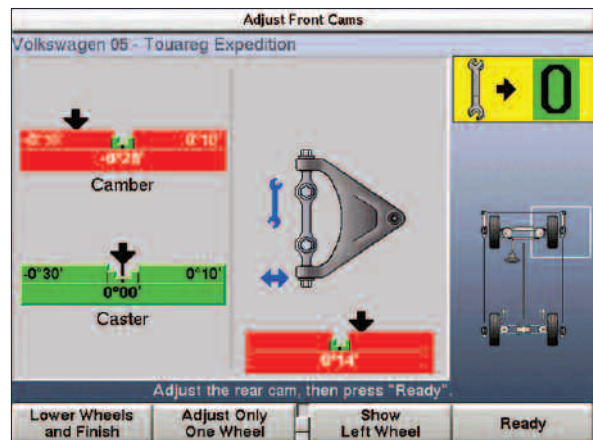 Adjust Front Cams
Volkswagen 05 - Touareg Expedition
0
-0°30' 0°10'
-0°28'
Camber
-0°30' 0°10'
0°00'
Caster
0°14'
Adjust the rear cam, then press "Ready".
Lower Wheels
and Finish
Adjust Only
One Wheel
Show
Left Wheel
Ready